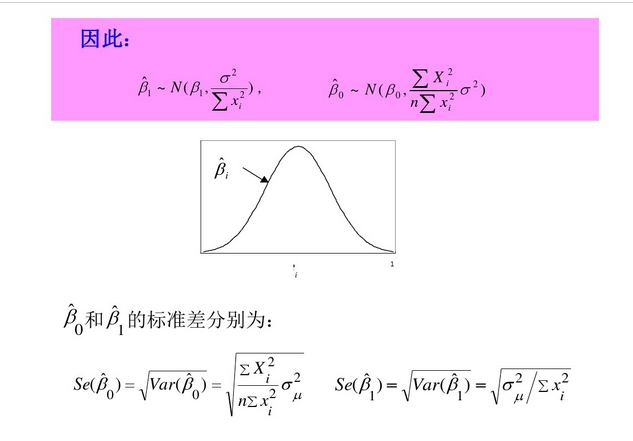 因此：
β̂₁ ~ N(β₁, σ² / ∑xᵢ²) ,    β̂₀ ~ N(β₀, ∑Xᵢ² / n∑xᵢ² σ²)
β̂ᵢ
i    1
β̂₀和β̂₁的标准差分别为：
Se(β̂₀) = √Var(β̂₀) = √(∑Xᵢ² / n∑xᵢ² σ²_μ)    Se(β̂₁) = √Var(β̂₁) = √(σ²_μ / ∑xᵢ²)